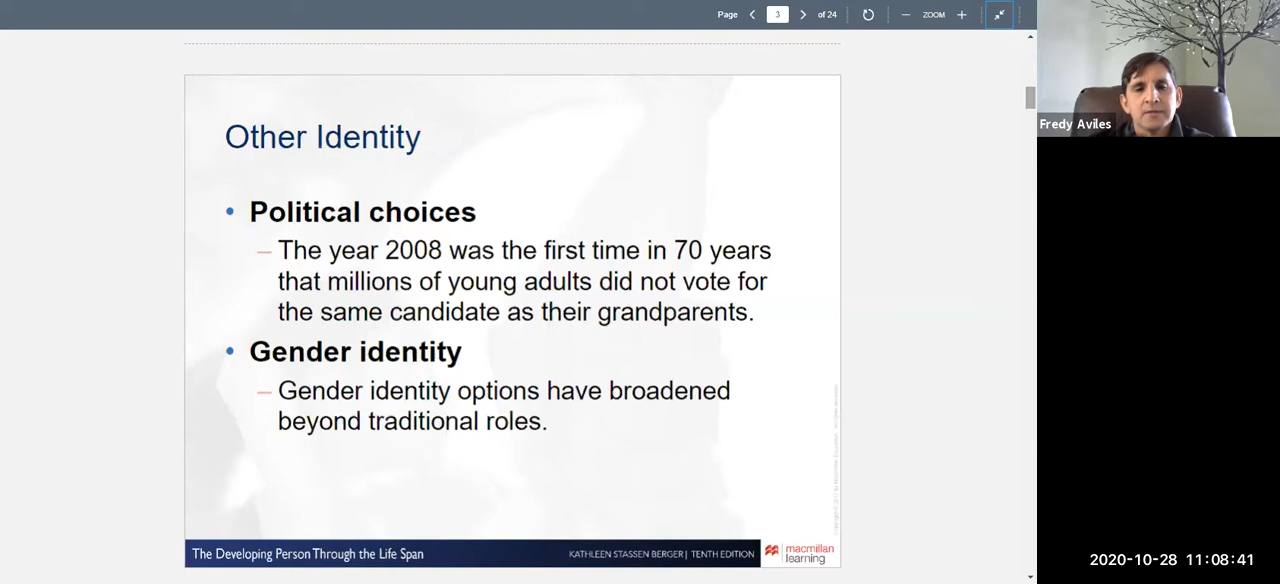 Page 3 of 24 ZOOM
Fredy Aviles
Other Identity
• Political choices
– The year 2008 was the first time in 70 years
that millions of young adults did not vote for
the same candidate as their grandparents.
• Gender identity
– Gender identity options have broadened
beyond traditional roles.
The Developing Person Through the Life Span
KATHLEEN STASSEN BERGER | TENTH EDITION
macmillan
learning
2020-10-28 11:08:41